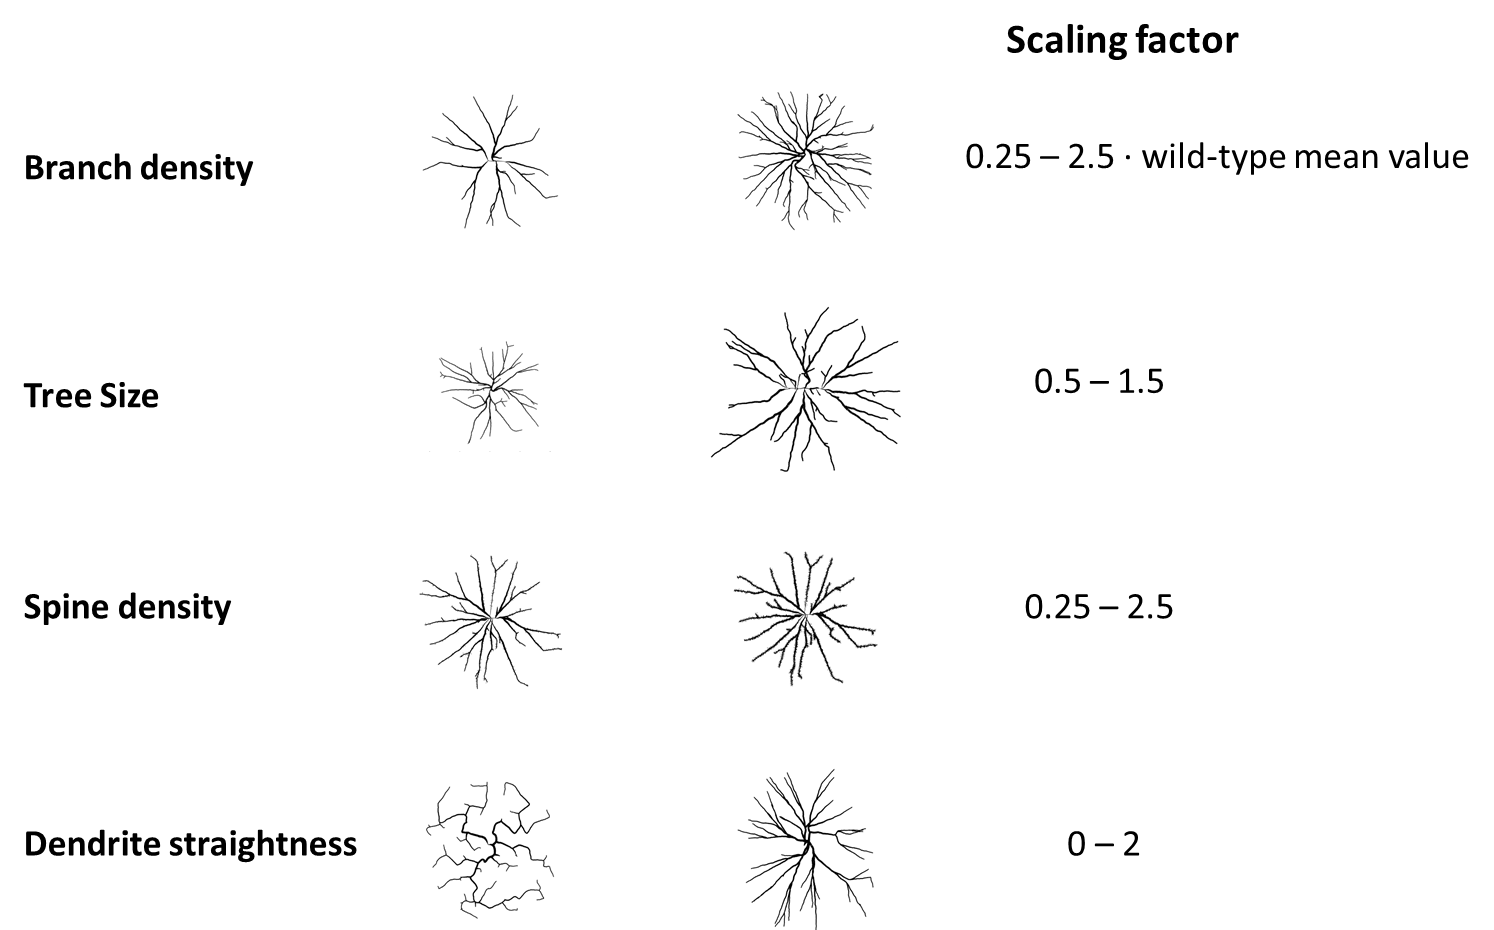 Scaling factor
Branch density
0.25 – 2.5 · wild-type mean value
Tree Size
0.5 – 1.5
Spine density
0.25 – 2.5
Dendrite straightness
0 – 2